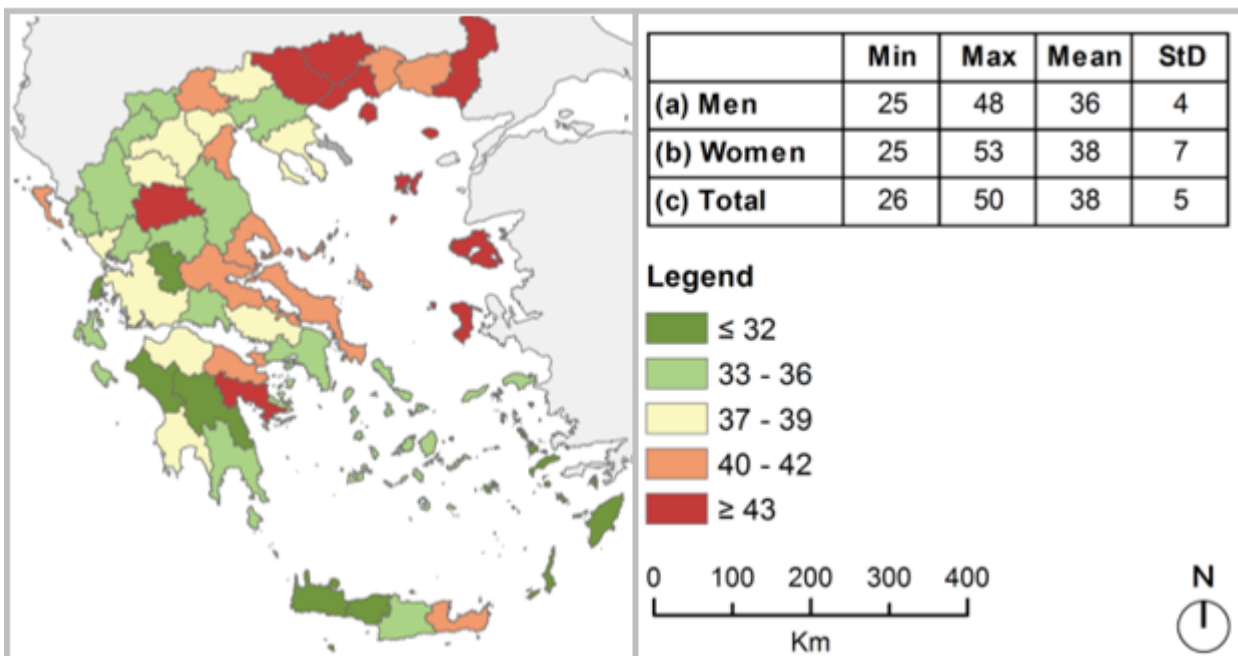 Min Max Mean StD
(a) Men 25 48 36 4
(b) Women 25 53 38 7
(c) Total 26 50 38 5
Legend
≤ 32
33 - 36
37 - 39
40 - 42
≥ 43
0 100 200 300 400
Km
N